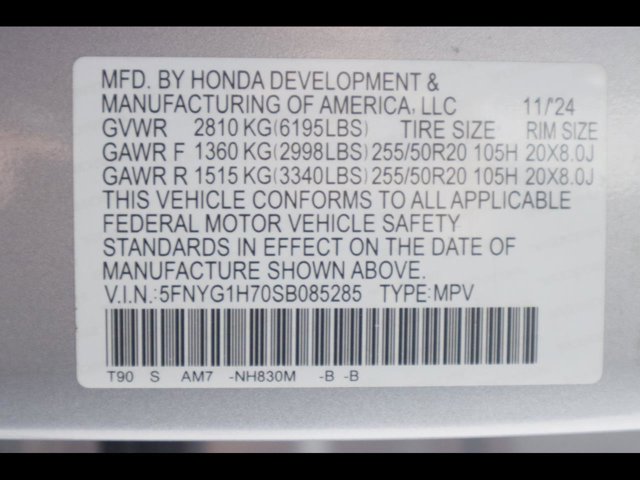 MFD. BY HONDA DEVELOPMENT &
MANUFACTURING OF AMERICA, LLC 11/'24
GVWR 2810 KG(6195LBS) TIRE SIZE RIM SIZE
GAWR F 1360 KG(2998LBS) 255/50R20 105H 20X8.0J
GAWR R 1515 KG(3340LBS) 255/50R20 105H 20X8.0J
THIS VEHICLE CONFORMS TO ALL APPLICABLE
FEDERAL MOTOR VEHICLE SAFETY
STANDARDS IN EFFECT ON THE DATE OF
MANUFACTURE SHOWN ABOVE.
V.I.N.:5FNYG1H70SB085285 TYPE:MPV
T90 S AM7 -NH830M -B -B